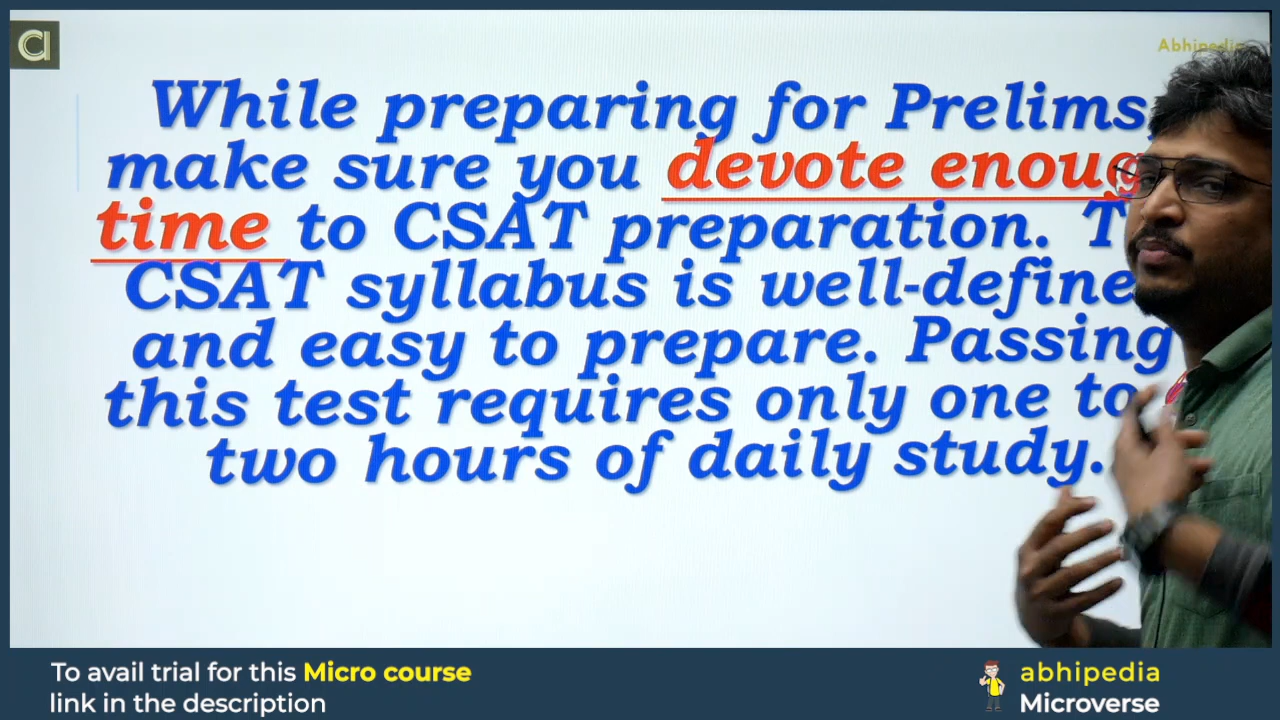 Abhipedia
While preparing for Prelims,
make sure you devote enoug
time to CSAT preparation. T
CSAT syllabus is well-define
and easy to prepare. Passing
this test requires only one to
two hours of daily study.
To avail trial for this Micro course
link in the description
abhipedia
Microverse